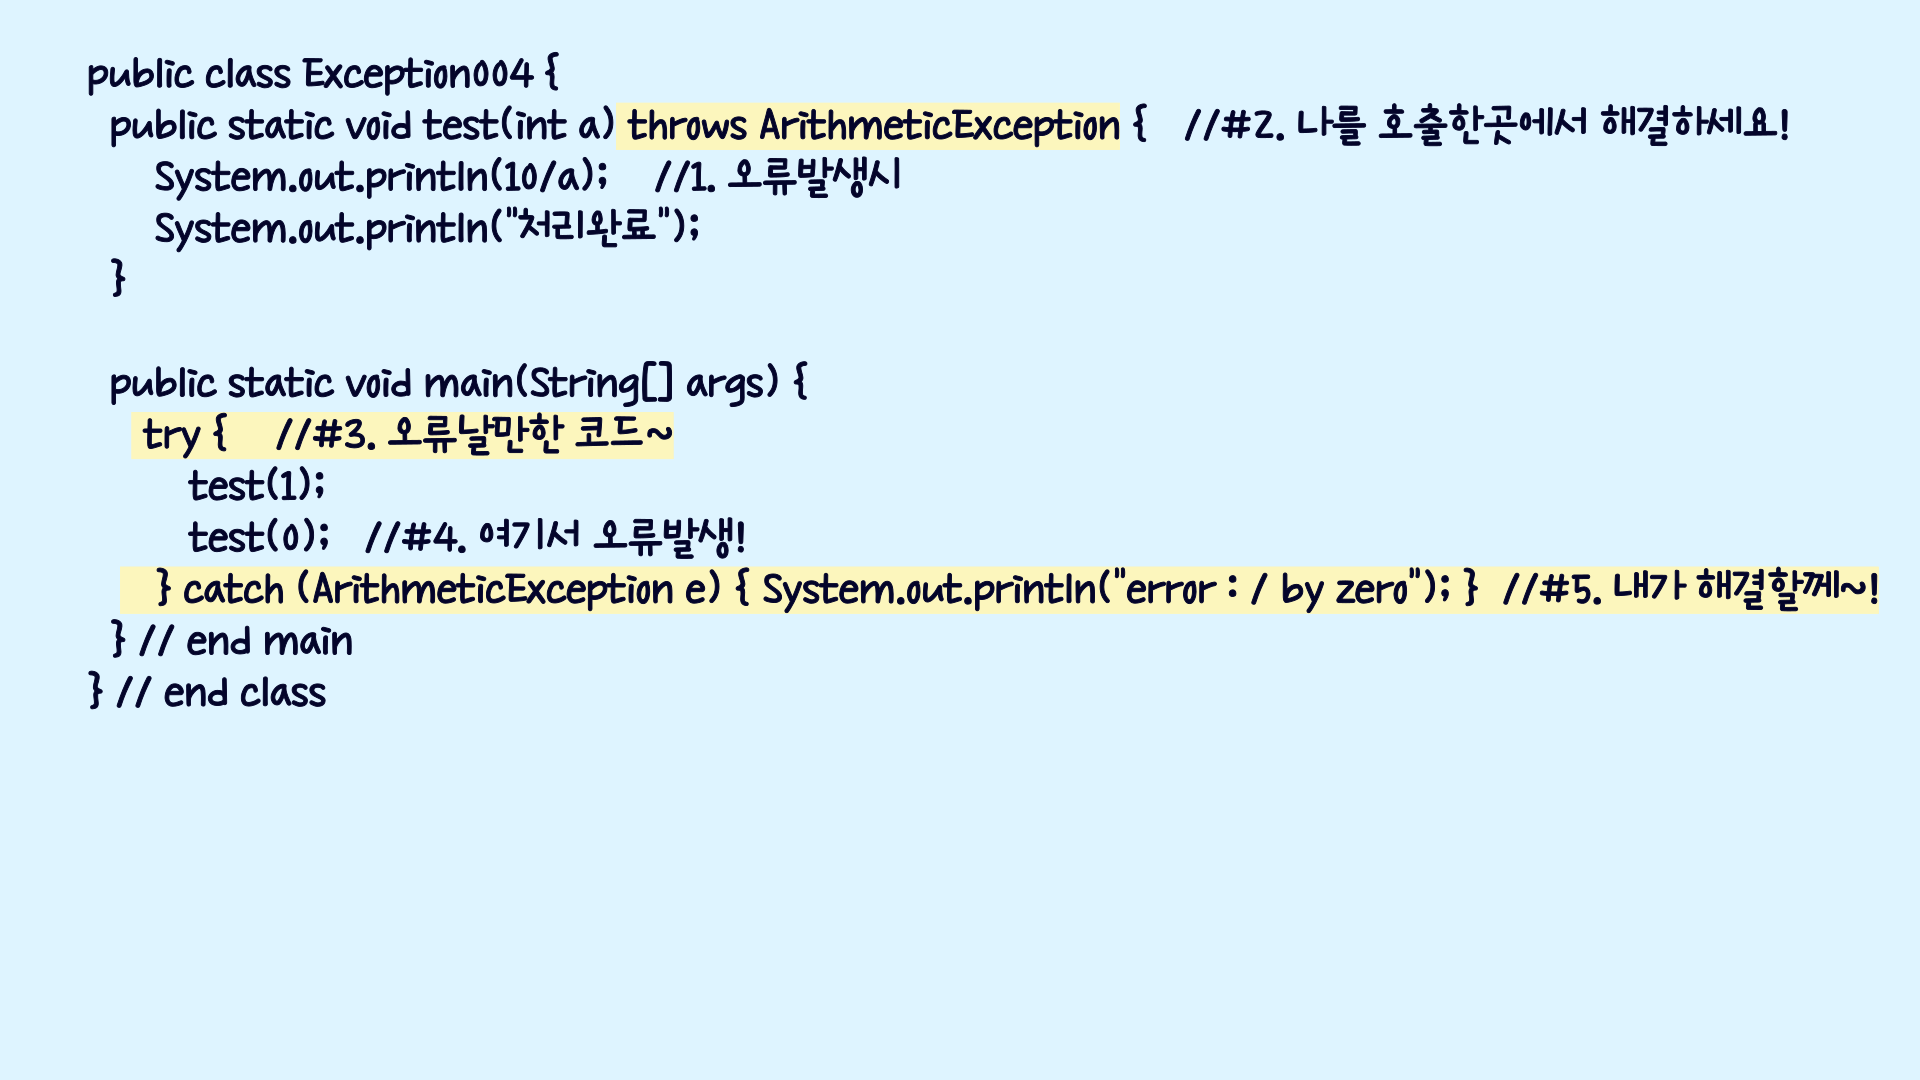 public class Exception004 {
public static void test(int a) throws ArithmeticException { //#2. 나를 호출한곳에서 해결하세요!
System.out.println(10/a); //1. 오류발생시
System.out.println("처리완료");
}
public static void main(String[] args) {
try { //#3. 오류날만한 코드~
test(1);
test(0); //#4. 여기서 오류발생!
} catch (ArithmeticException e) { System.out.println("error : / by zero"); } //#5. 내가 해결할께~!
} // end main
} // end class